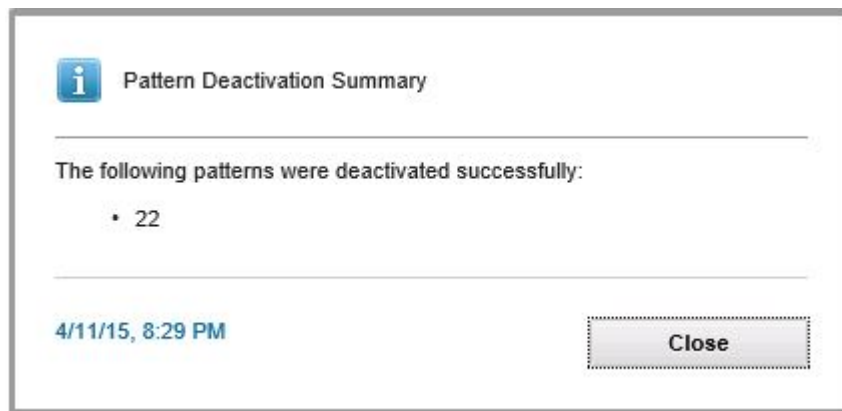 Pattern Deactivation Summary
The following patterns were deactivated successfully:
• 22
4/11/15, 8:29 PM
Close